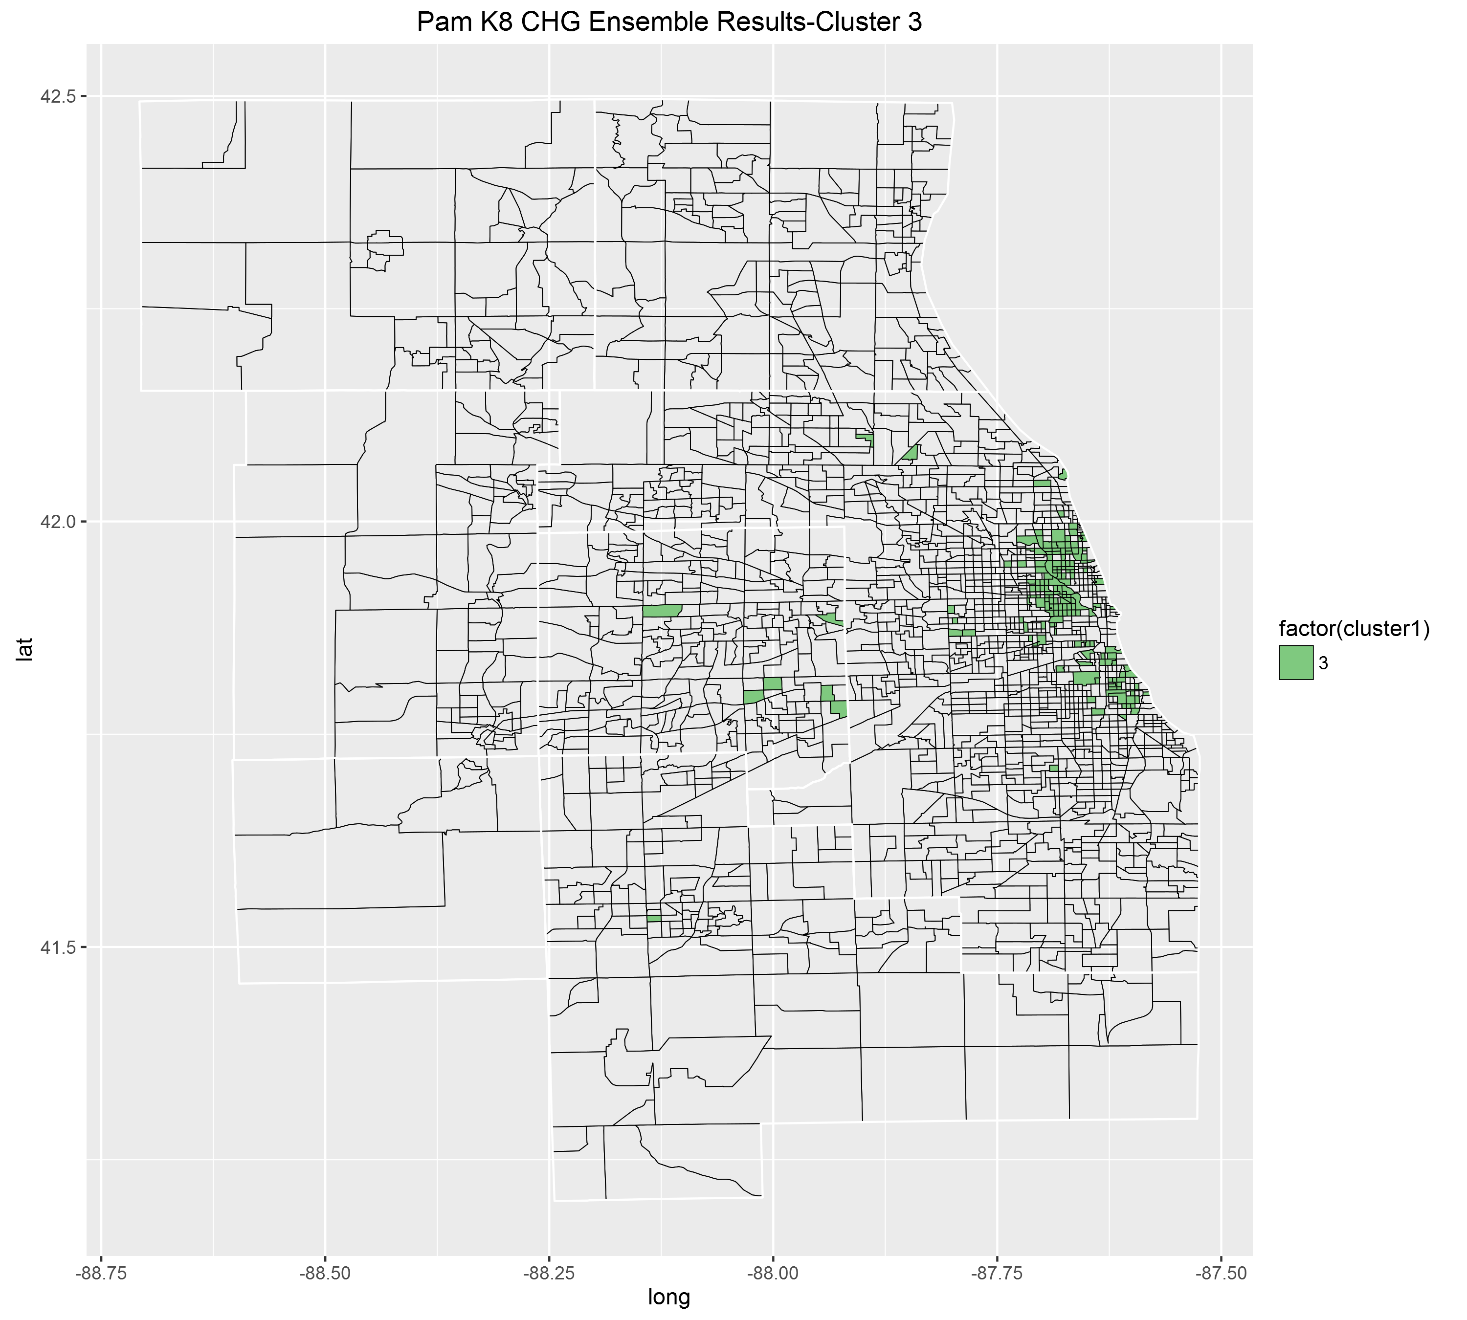 Pam K8 CHG Ensemble Results-Cluster 3
42.5
42.0
41.5
lat
-88.75
-88.50
-88.25
-88.00
-87.75
-87.50
long
factor(cluster1)
3